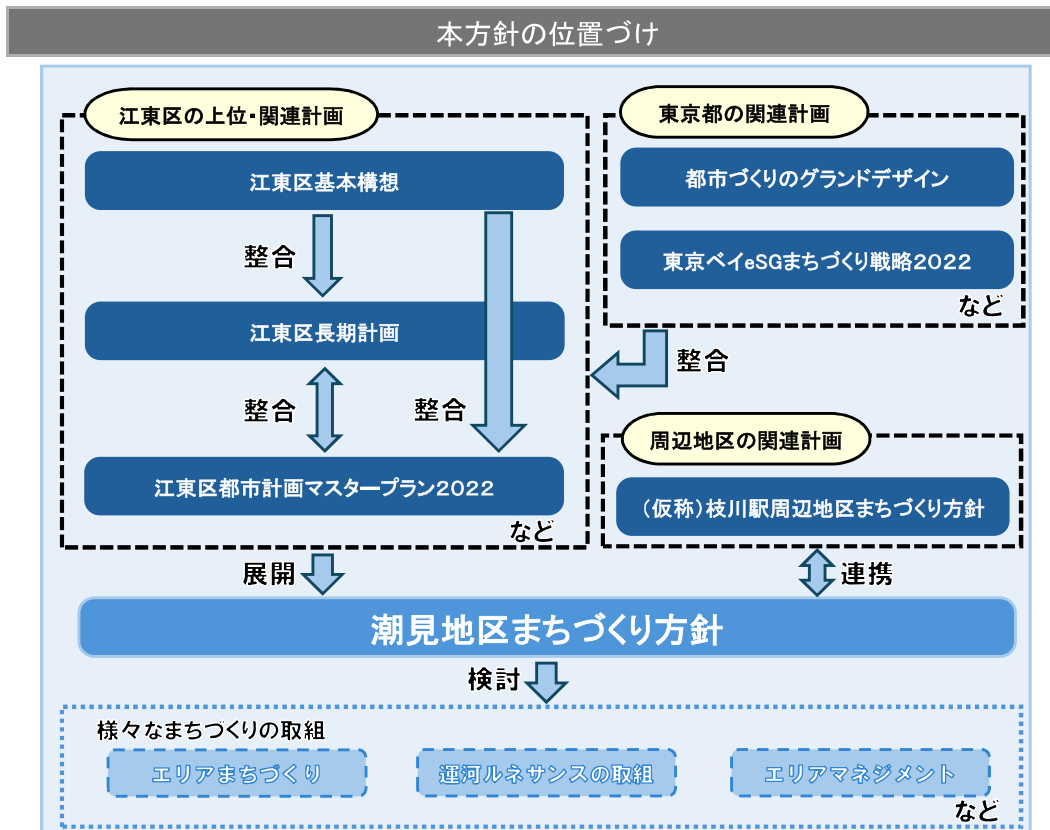 本方針の位置づけ
江東区の上位・関連計画
江東区基本構想
整合
江東区長期計画
整合
整合
江東区都市計画マスタープラン2022
など
東京都の関連計画
都市づくりのグランドデザイン
東京ベイeSGまちづくり戦略2022
など
整合
周辺地区の関連計画
(仮称)枝川駅周辺地区まちづくり方針
展開
連携
潮見地区まちづくり方針
検討
様々なまちづくりの取組
エリアまちづくり
運河ルネサンスの取組
エリアマネジメント
など